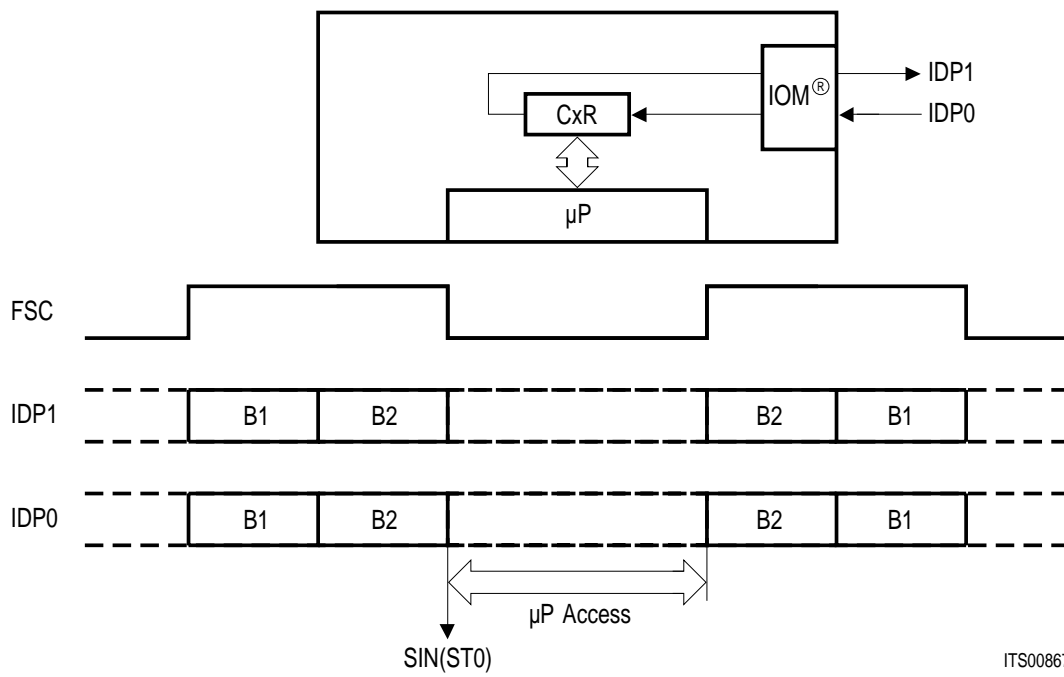 IOM®
IDP1
IDP0
CxR
µP
FSC
IDP1 B1 B2 B2 B1
IDP0 B1 B2 B2 B1
µP Access
SIN(ST0)
ITS0086